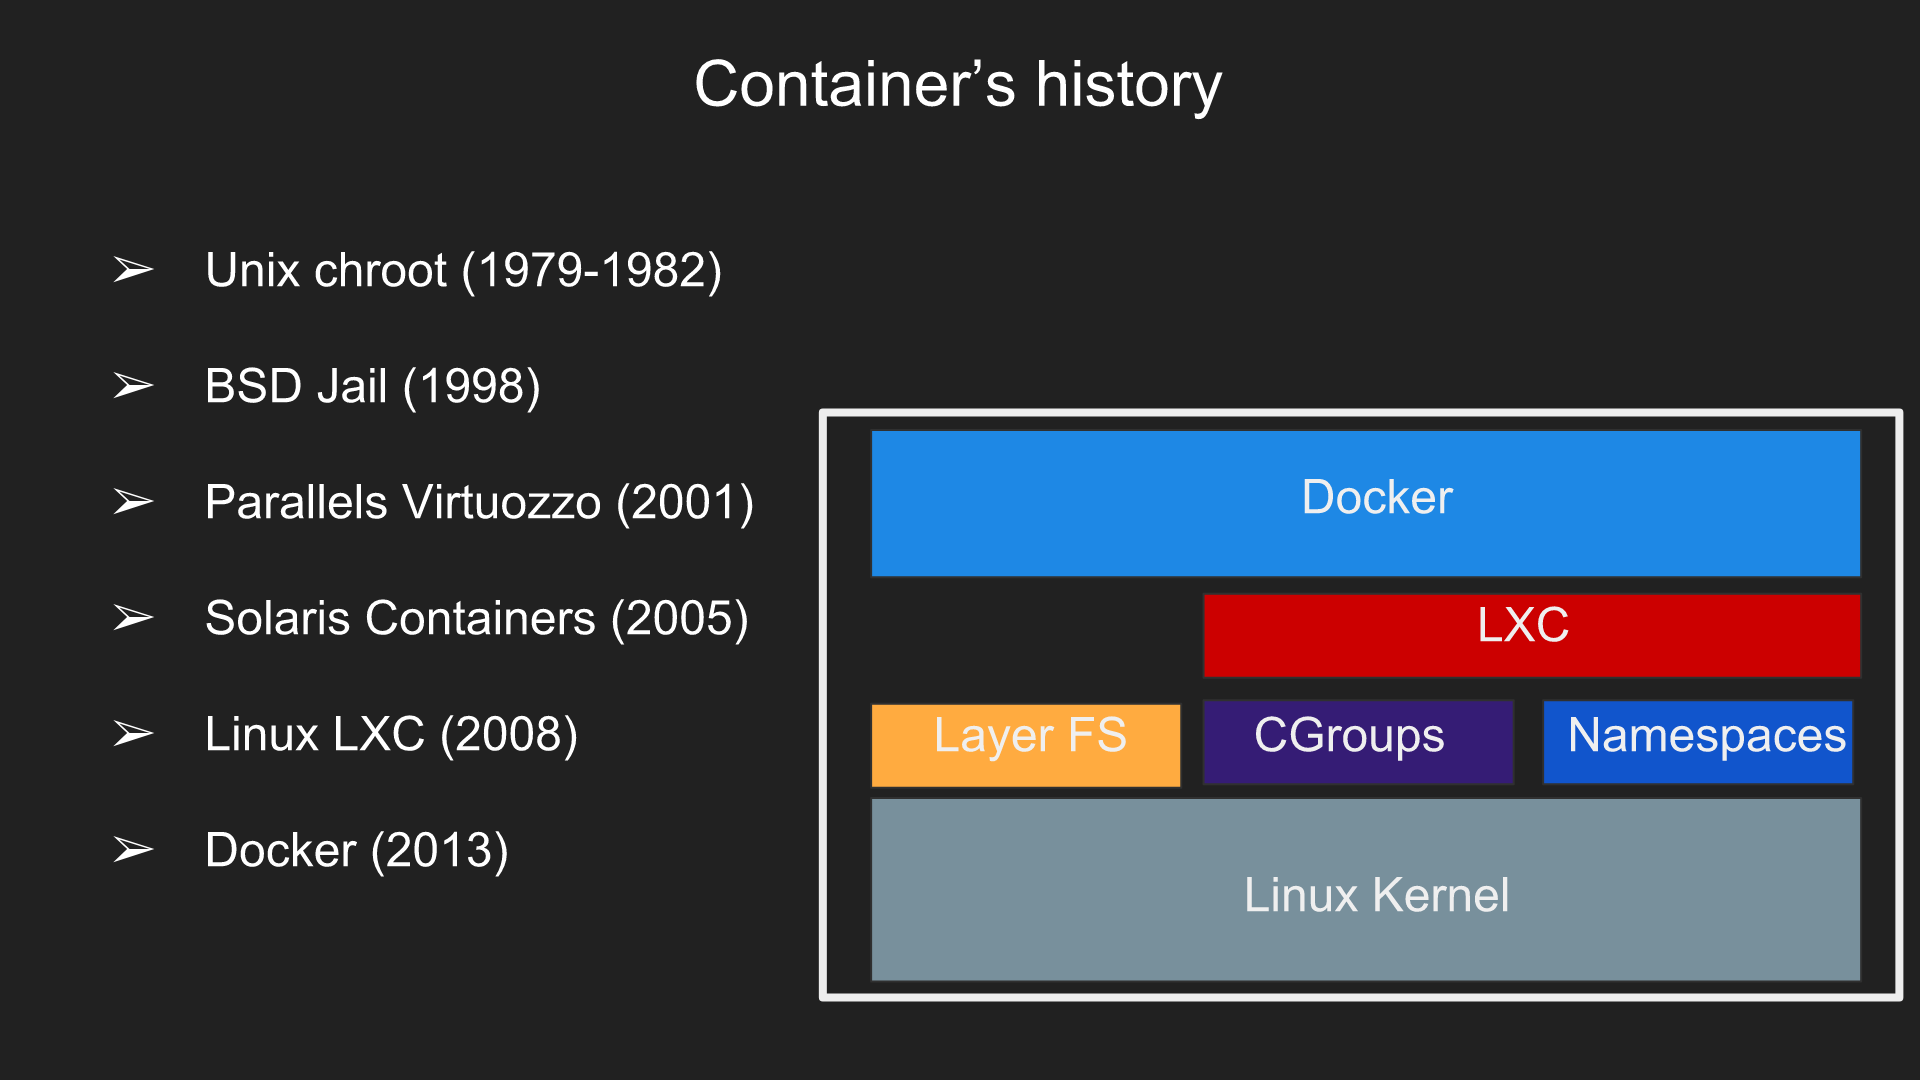 Container’s history
➢ Unix chroot (1979-1982)
➢ BSD Jail (1998)
➢ Parallels Virtuozzo (2001)
➢ Solaris Containers (2005)
➢ Linux LXC (2008)
➢ Docker (2013)
Docker
LXC
Layer FS
CGroups
Namespaces
Linux Kernel